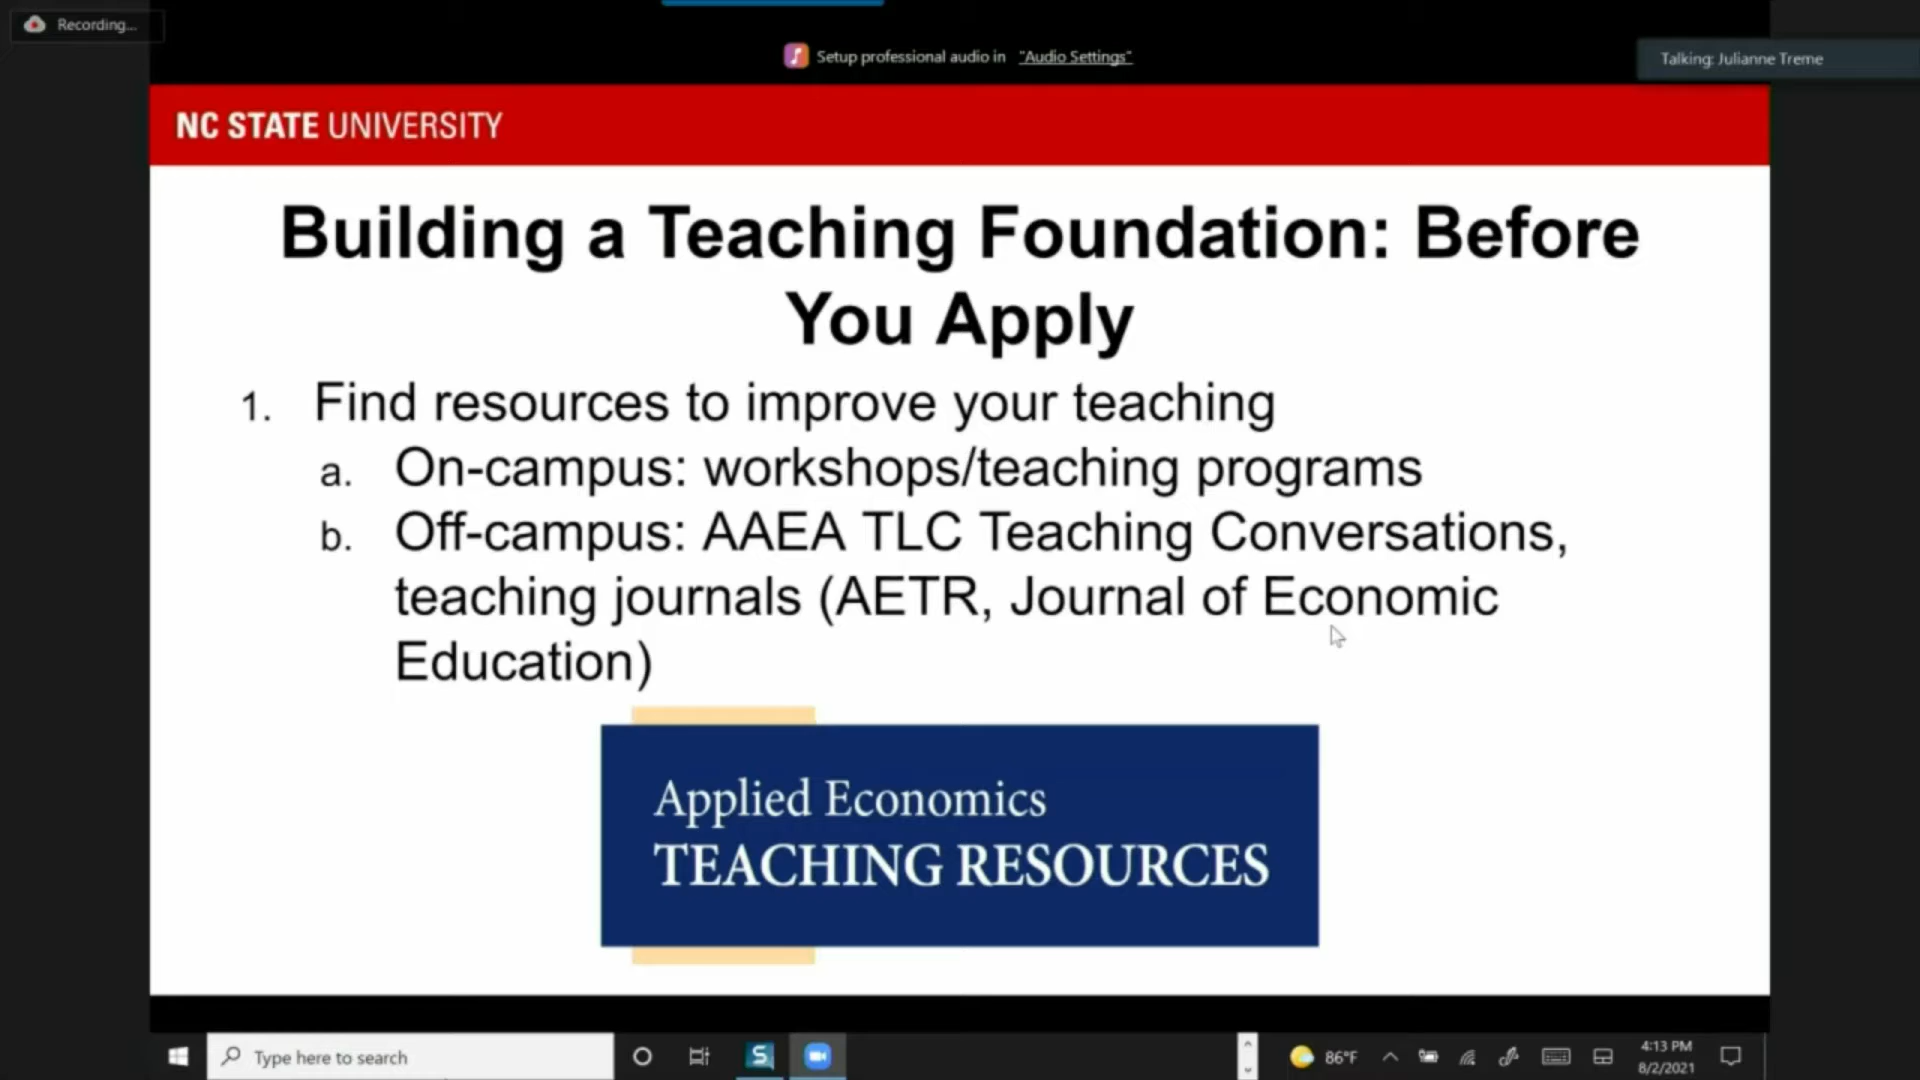 Recording...
Setup professional audio in "Audio Settings"
Talking: Julianne Treme
NC STATE UNIVERSITY
Building a Teaching Foundation: Before
You Apply
1. Find resources to improve your teaching
a. On-campus: workshops/teaching programs
b. Off-campus: AAEA TLC Teaching Conversations,
teaching journals (AETR, Journal of Economic
Education)
Applied Economics
TEACHING RESOURCES
Type here to search
S
86°F
4:13 PM
8/2/2021